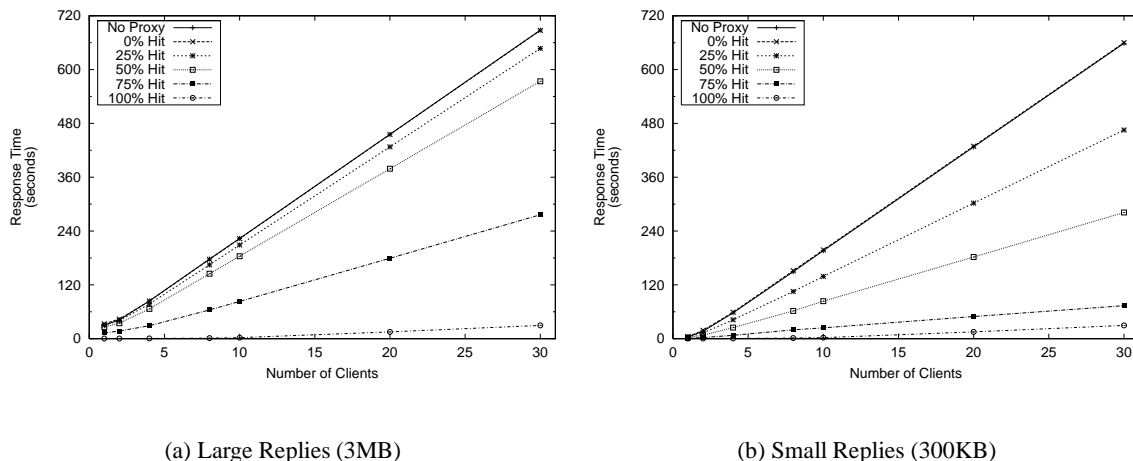 720
600
480
360
240
120
0
Response Time
(seconds)
No Proxy
0% Hit
25% Hit
50% Hit
75% Hit
100% Hit
0 5 10 15 20 25 30
Number of Clients
(a) Large Replies (3MB)
720
600
480
360
240
120
0
Response Time
(seconds)
No Proxy
0% Hit
25% Hit
50% Hit
75% Hit
100% Hit
0 5 10 15 20 25 30
Number of Clients
(b) Small Replies (300KB)